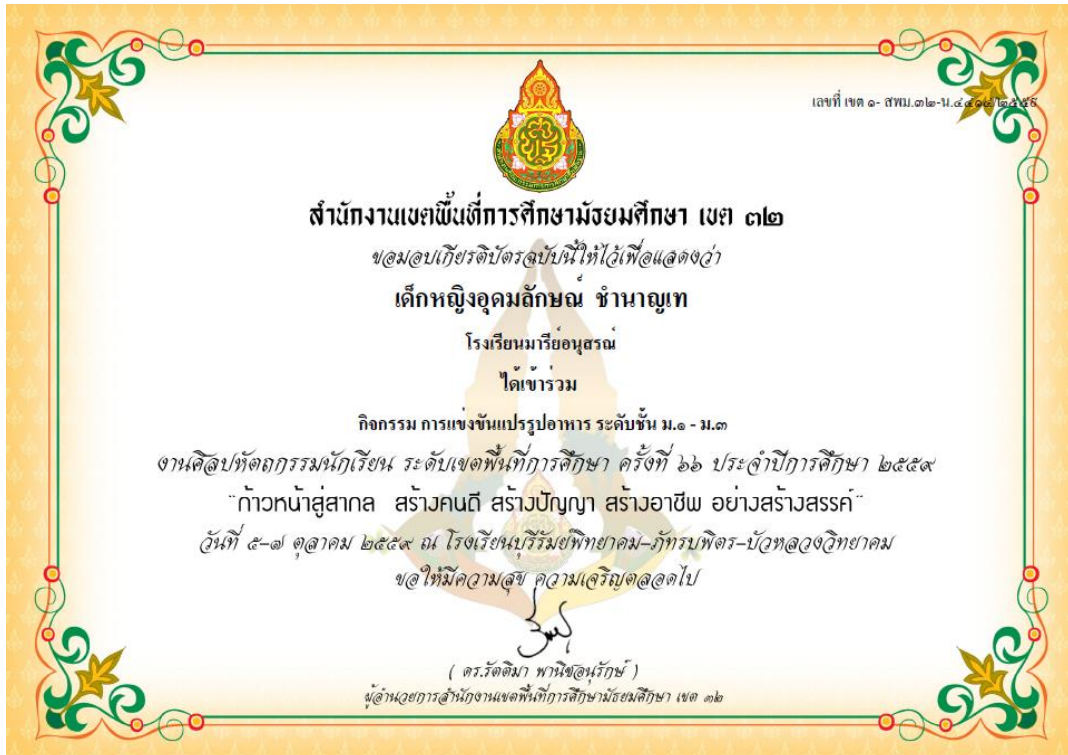 เลขที่ เขต ๑- สพม.๓๒-น.๔๔๑๔/๒๕๕๙
สำนักงานเขตพื้นที่การศึกษามัธยมศึกษา เขต ๓๒
ขอมอบเกียรติบัตรฉบับนี้ให้ไว้เพื่อแสดงว่า
เด็กหญิงอุดมลักษณ์ ชำนาญเท
โรงเรียนมารีย์อนุสรณ์
ได้เข้าร่วม
กิจกรรม การแข่งขันแปรรูปอาหาร ระดับชั้น ม.๑ - ม.๓
งานศิลปหัตถกรรมนักเรียน ระดับเขตพื้นที่การศึกษา ครั้งที่ ๖๖ ประจำปีการศึกษา ๒๕๕๙
"ก้าวหน้าสู่สากล สร้างคนดี สร้างปัญญา สร้างอาชีพ อย่างสร้างสรรค์"
วันที่ ๕-๗ ตุลาคม ๒๕๕๙ ณ โรงเรียนบุรีรัมย์พิทยาคม-ภัทรบพิตร-บัวหลวงวิทยาคม
ขอให้มีความสุข ความเจริญตลอดไป
( ดร.รัตติมา พานิชอนุรักษ์ )
ผู้อำนวยการสำนักงานเขตพื้นที่การศึกษามัธยมศึกษา เขต ๓๒